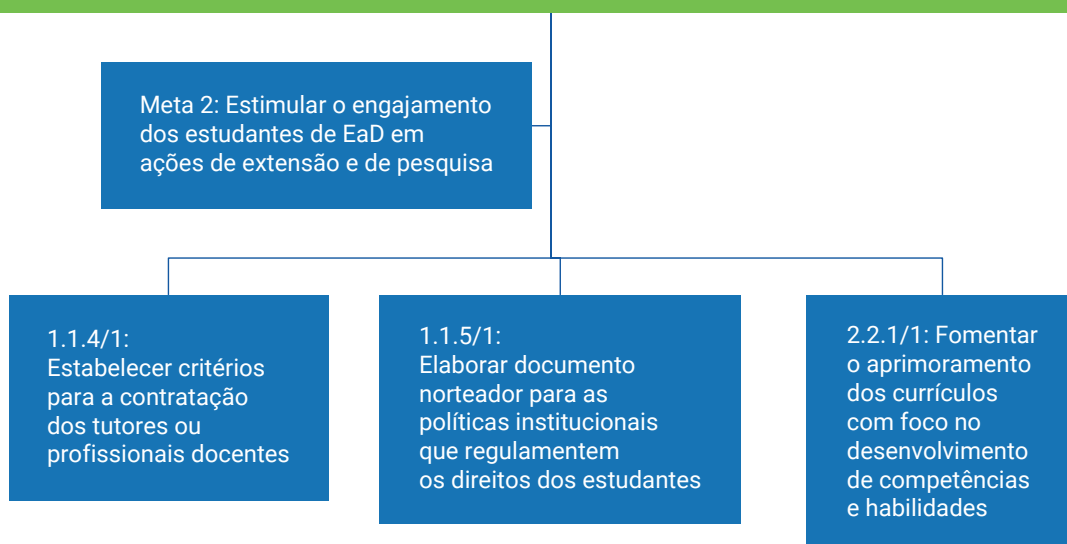 Meta 2: Estimular o engajamento
dos estudantes de EaD em
ações de extensão e de pesquisa
1.1.4/1:
Estabelecer critérios
para a contratação
dos tutores ou
profissionais docentes
1.1.5/1:
Elaborar documento
norteador para as
políticas institucionais
que regulamentem
os direitos dos estudantes
2.2.1/1: Fomentar
o aprimoramento
dos currículos
com foco no
desenvolvimento
de competências
e habilidades